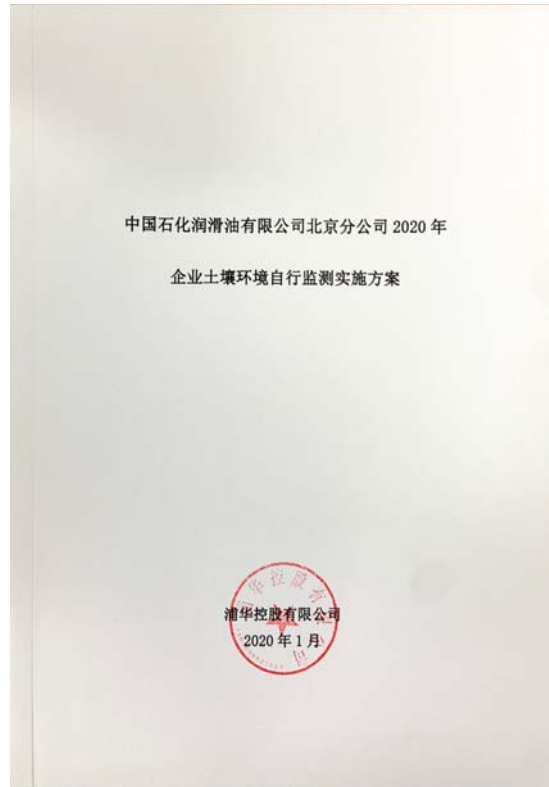 中国石化润滑油有限公司北京分公司 2020 年
企业土壤环境自行监测实施方案
浦华控股有限公司
2020 年 1 月